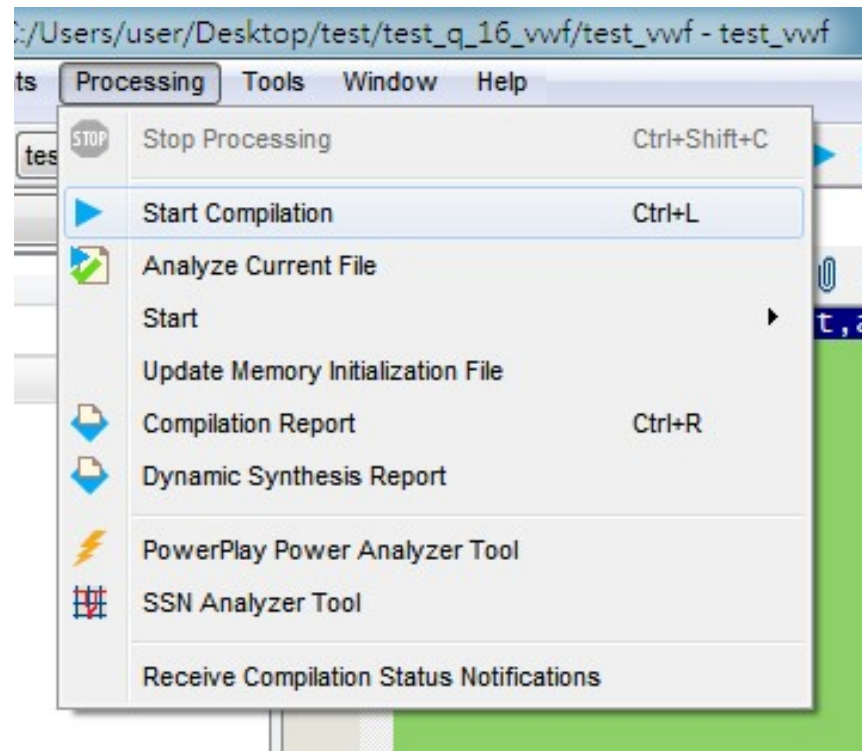 :/Users/user/Desktop/test/test_q_16_vwf/test_vwf - test_vwf
ts Processing Tools Window Help
tes
STOP Stop Processing Ctrl+Shift+C
Start Compilation Ctrl+L
Analyze Current File
Start
t,a
Update Memory Initialization File
Compilation Report Ctrl+R
Dynamic Synthesis Report
PowerPlay Power Analyzer Tool
SSN Analyzer Tool
Receive Compilation Status Notifications